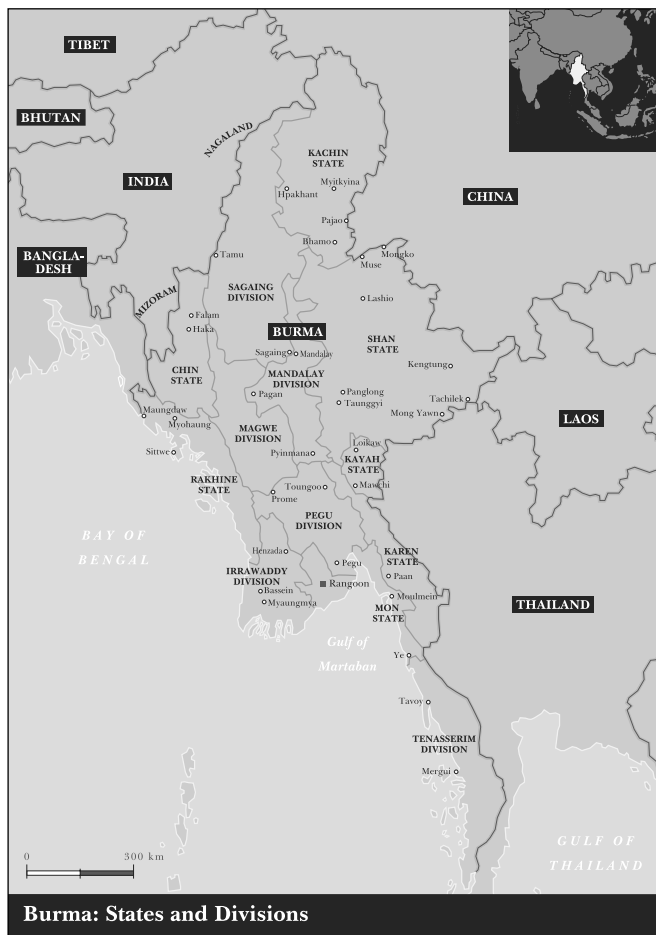 TIBET
BHUTAN
NAGALAND
KACHIN
STATE
INDIA
Myitkyina
Hpakhant
CHINA
Pajao
Bhamo
BANGLA-
DESH
Tamu
Mongko
Muse
MIZORAM
SAGAING
DIVISION
Lashio
Falam
Haka
BURMA
SHAN
STATE
Sagaing
Mandalay
Kengtung
CHIN
STATE
MANDALAY
DIVISION
Pagan
Panglong
Taunggyi
Tachilek
Mong Yawn
Maungdaw
Myohaung
LAOS
MAGWE
DIVISION
Loikaw
Sittwe
Pyinmana
KAYAH
STATE
RAKHINE
STATE
Toungoo
Mawchi
Prome
PEGU
DIVISION
BAY OF
BENGAL
Henzada
KAREN
STATE
Pegu
IRRAWADDY
DIVISION
Paan
Rangoon
Bassein
Myaungmya
Moulmein
MON
STATE
THAILAND
Gulf of
Martaban
Ye
Tavoy
TENASSERIM
DIVISION
Mergui
GULF OF
THAILAND
0 300 km
Burma: States and Divisions